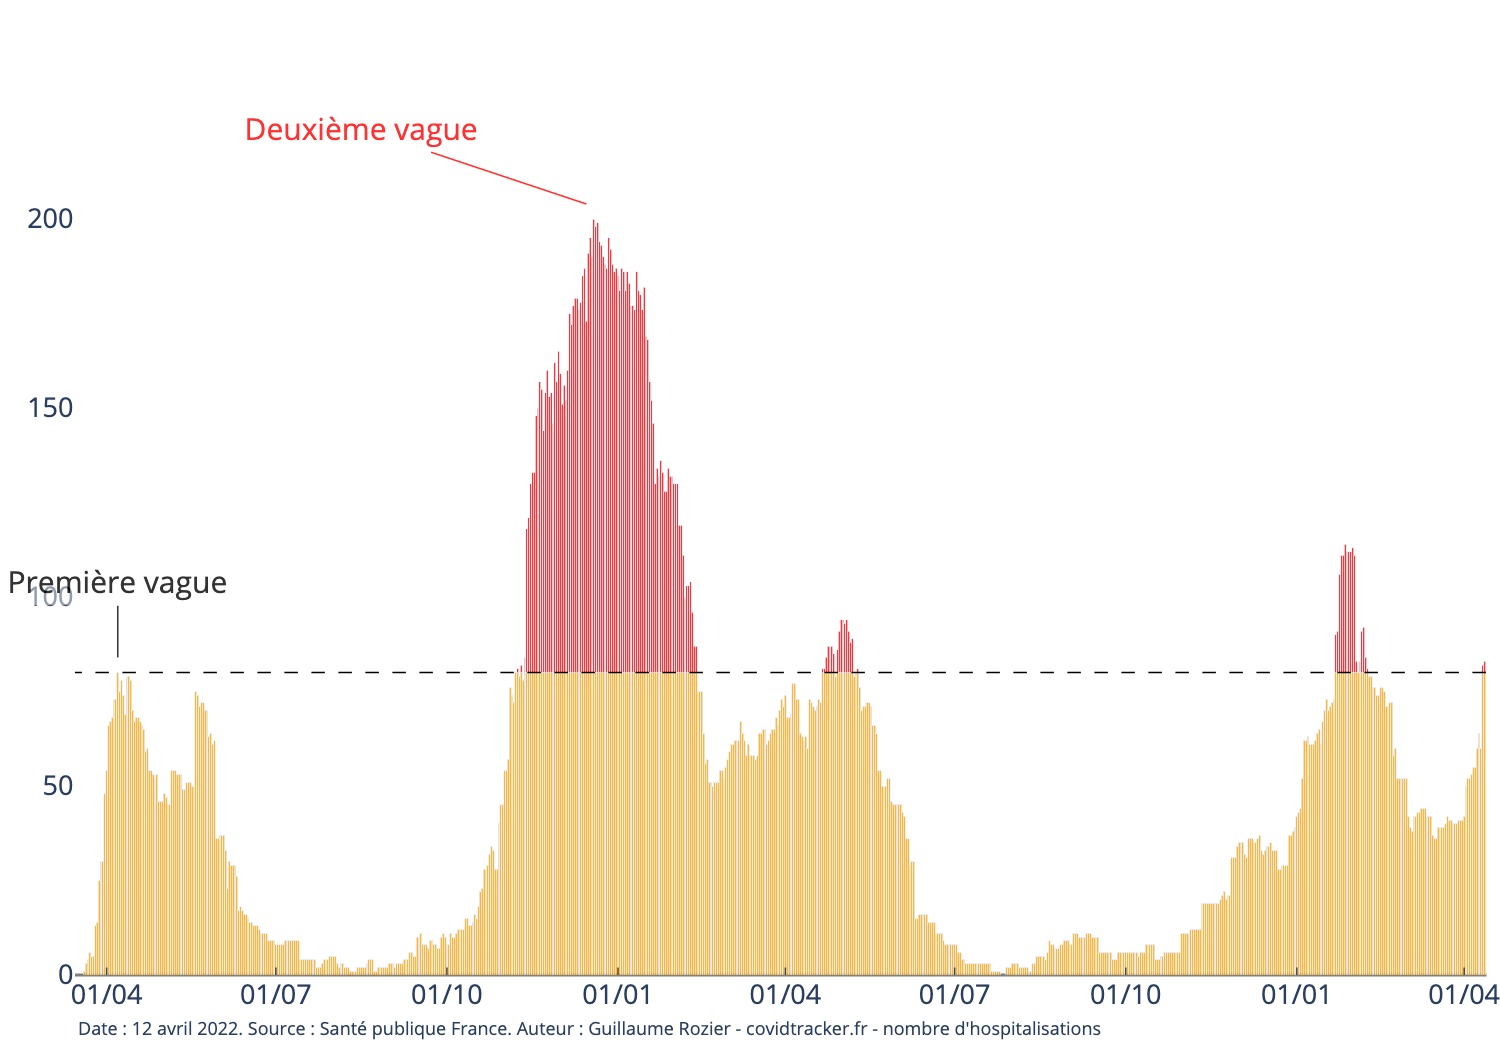 Deuxième vague
200
150
Première vague
100
50
0
01/04 01/07 01/10 01/01 01/04 01/07 01/10 01/01 01/04
Date : 12 avril 2022. Source : Santé publique France. Auteur : Guillaume Rozier - covidtracker.fr - nombre d'hospitalisations